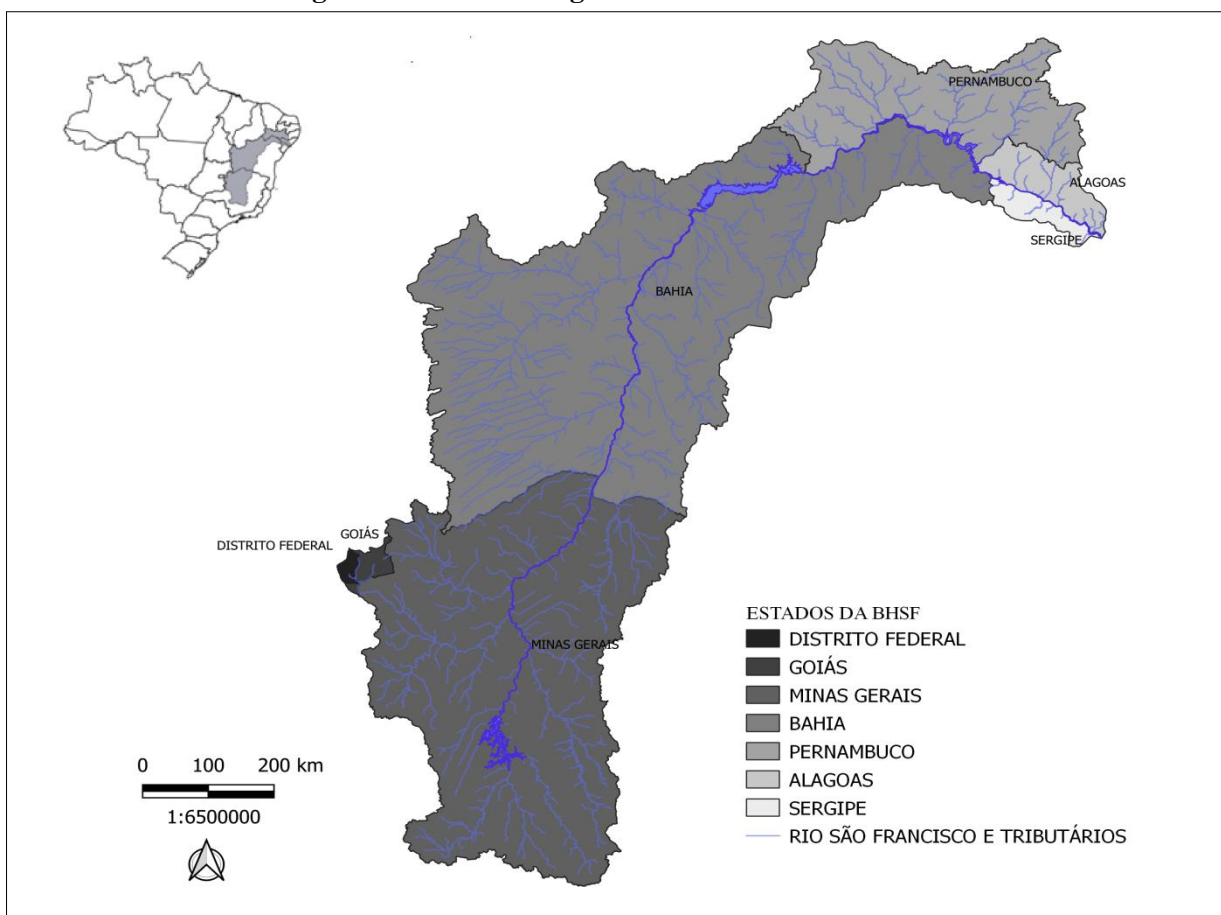 PERNAMBUCO
ALAGOAS
SERGIPE
BAHIA
GOIÁS
DISTRITO FEDERAL
MINAS GERAIS
ESTADOS DA BHSF
DISTRITO FEDERAL
GOIÁS
MINAS GERAIS
BAHIA
PERNAMBUCO
ALAGOAS
SERGIPE
RIO SÃO FRANCISCO E TRIBUTÁRIOS
0 100 200 km
1:6500000